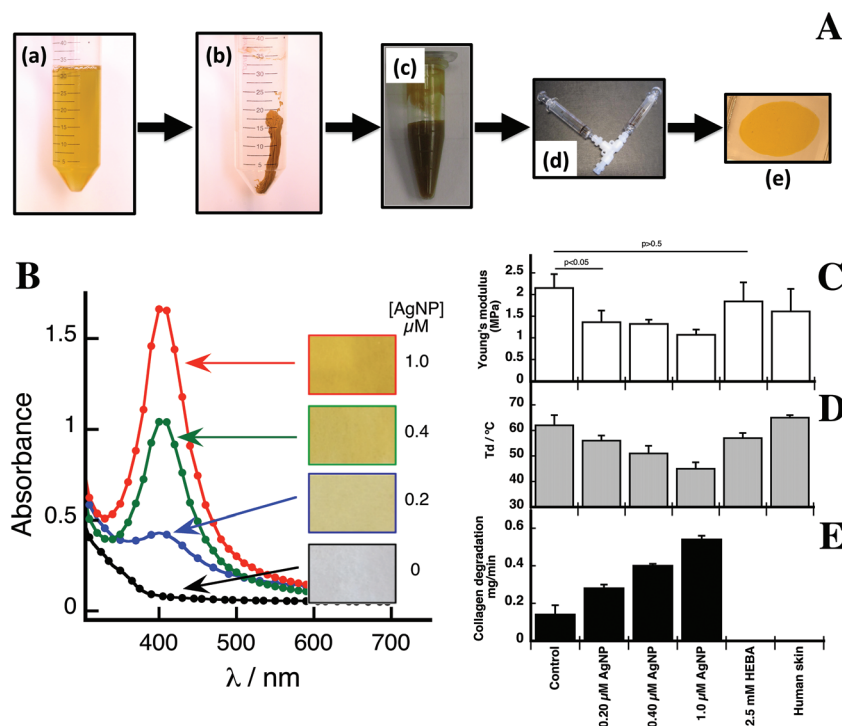 A
(a)
(b)
(c)
(d)
(e)
B
Absorbance
1.5
1
0.5
0
400
500
600
700
λ / nm
[AgNP]
µM
1.0
0.4
0.2
0
C
p>0.5
p<0.05
Young's modulus
(MPa)
2.5
2
1.5
1
0.5
0
D
Td / ºC
70
60
50
40
30
E
Collagen degradation
mg/min
0.6
0.4
0.2
0
Control
0.20 µM AgNP
0.40 µM AgNP
1.0 µM AgNP
2.5 mM HEBA
Human skin